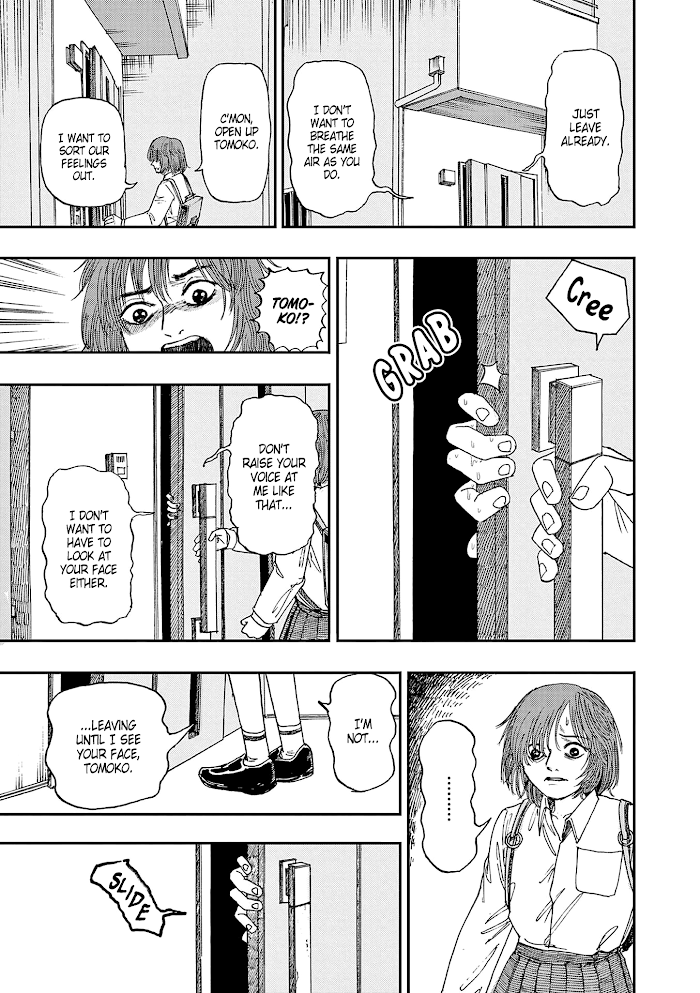 JUST
LEAVE
ALREADY.
I DON'T
WANT TO
BREATHE
THE SAME
AIR AS YOU
DO.
C'MON,
OPEN UP
TOMOKO.
I WANT TO
SORT OUR
FEELINGS
OUT.
Cree
GRAB
TOMO-
KO!?
DON'T
RAISE YOUR
VOICE AT
ME LIKE
THAT...
I DON'T
WANT TO
HAVE TO
LOOK AT
YOUR FACE
EITHER.
.........
I'M
NOT...
...LEAVING
UNTIL I SEE
YOUR FACE,
TOMOKO.
SLIDE